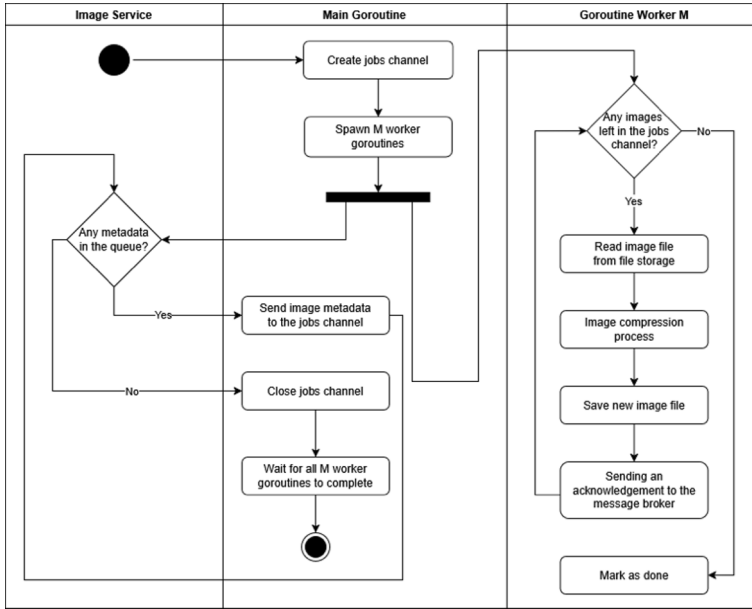 Image Service
Main Goroutine
Goroutine Worker M
Create jobs channel
Spawn M worker
goroutines
Any metadata
in the queue?
Yes
Send image metadata
to the jobs channel
No
Close jobs channel
Wait for all M worker
goroutines to complete
Any images
left in the jobs
channel?
No
Yes
Read image file
from file storage
Image compression
process
Save new image file
Sending an
acknowledgement to the
message broker
Mark as done